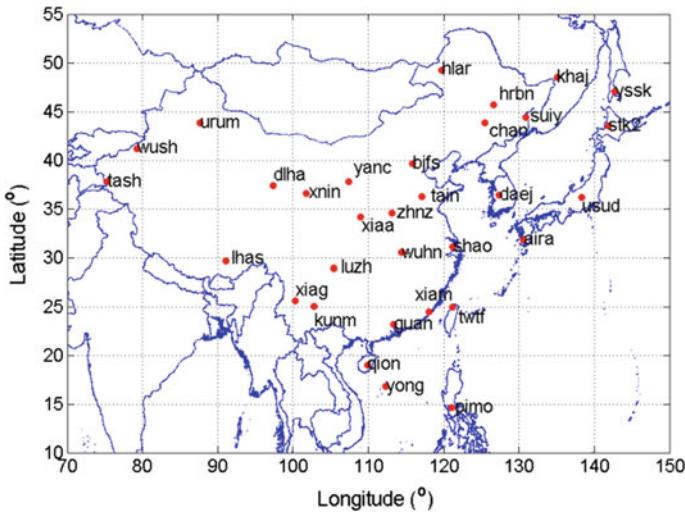 55
50
45
40
35
30
25
20
15
10
Latitude (°)
hlar
khaj
hrbn
yssk
urum
suiv
chan
stk2
wush
bjfs
tash
dlha
yanc
xnin
tain
daej
usud
zhnz
xiaa
shao
aira
wuhn
lhas
luzh
xiag
xiam
kunm
twtf
guan
qion
yong
pimo
70 80 90 100 110 120 130 140 150
Longitude (°)